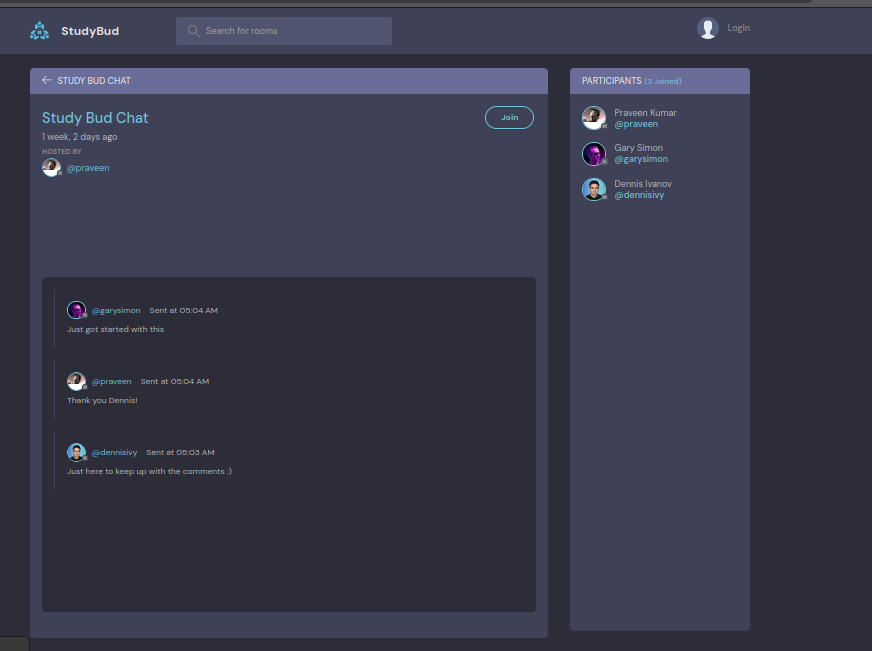 StudyBud
Search for rooms
Login
STUDY BUD CHAT
Study Bud Chat
Join
1 week, 2 days ago
HOSTED BY
@praveen
@garysimon Sent at 05:04 AM
Just got started with this
@praveen Sent at 05:04 AM
Thank you Dennis!
@dennisivy Sent at 05:03 AM
Just here to keep up with the comments :)
PARTICIPANTS (3 Joined)
Praveen Kumar
@praveen
Gary Simon
@garysimon
Dennis Ivanov
@dennisivy